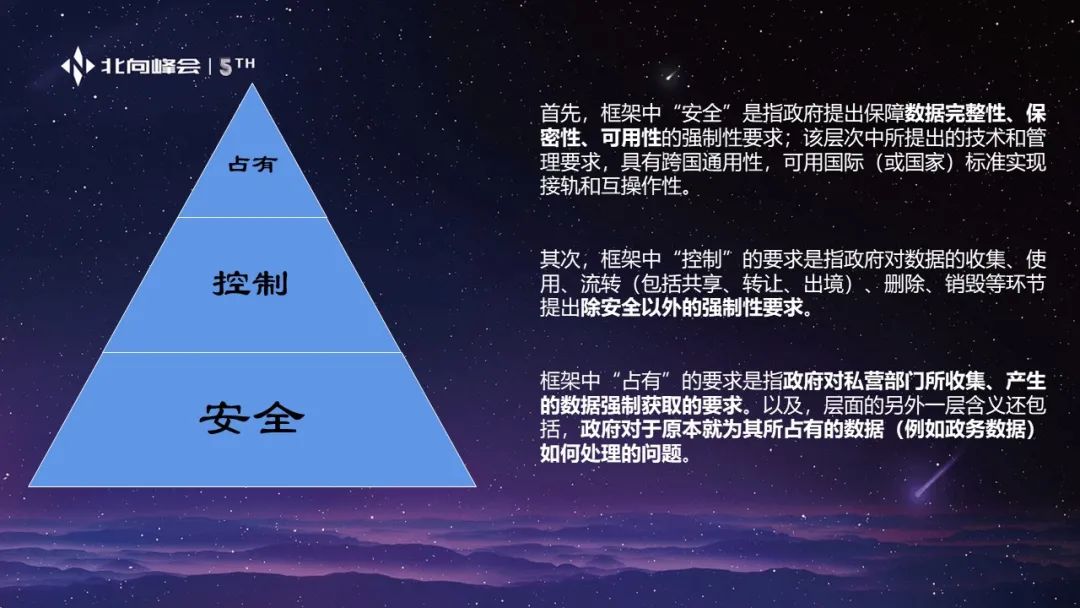 北向峰会 | 5TH
占有
控制
安全
首先，框架中“安全”是指政府提出保障数据完整性、保
密性、可用性的强制性要求；该层次中所提出的技术和管
理要求，具有跨国通用性，可用国际（或国家）标准实现
接轨和互操作性。
其次，框架中“控制”的要求是指政府对数据的收集、使
用、流转（包括共享、转让、出境）、删除、销毁等环节
提出除安全以外的强制性要求。
框架中“占有”的要求是指政府对私营部门所收集、产生
的数据强制获取的要求。以及，层面的另外一层含义还包
括，政府对于原本就为其所占有的数据（例如政务数据）
如何处理的问题。